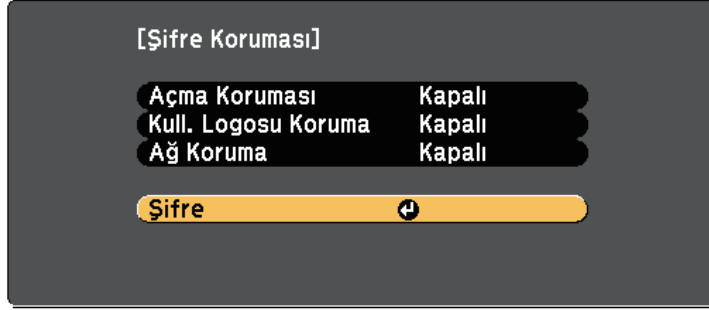 [Şifre Koruması]
Açma Koruması Kapalı
Kull. Logosu Koruma Kapalı
Ağ Koruma Kapalı
Şifre